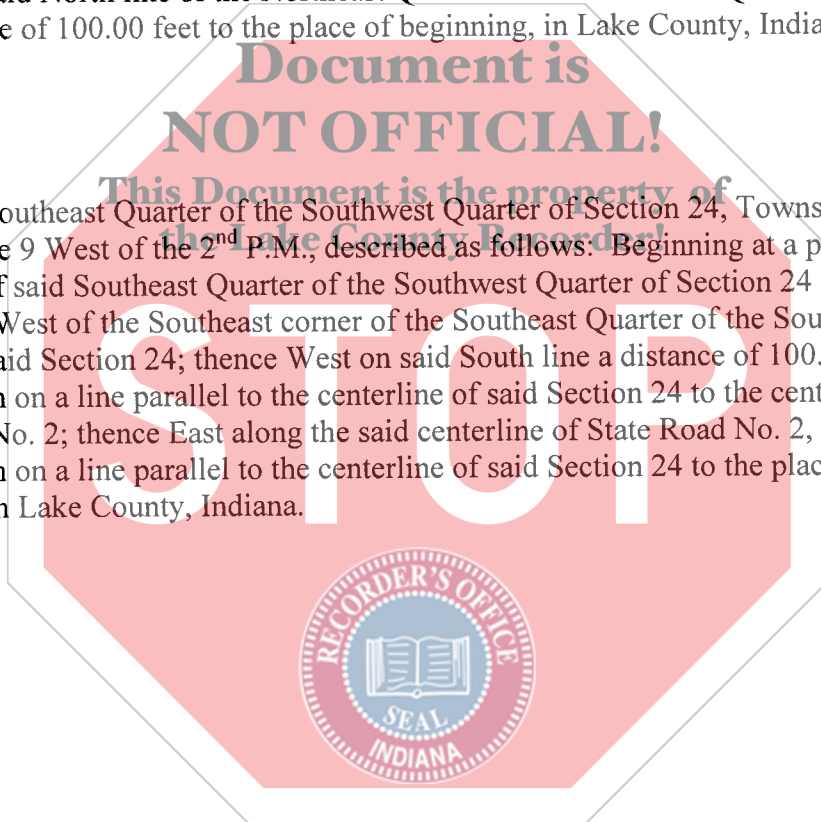 e of 100.00 feet to the place of beginning, in Lake County, India
Document is
NOT OFFICIAL!
This Document is the property of
the Lake County Recorder!
outheast Quarter of the Southwest Quarter of Section 24, Towns
e 9 West of the 2nd P.M., described as follows: Beginning at a p
f said Southeast Quarter of the Southwest Quarter of Section 24
West of the Southeast corner of the Southeast Quarter of the Sou
aid Section 24; thence West on said South line a distance of 100.
n on a line parallel to the centerline of said Section 24 to the cent
No. 2; thence East along the said centerline of State Road No. 2,
n on a line parallel to the centerline of said Section 24 to the plac
n Lake County, Indiana.
STOP
RECORDER'S OFFICE
SEAL
INDIANA